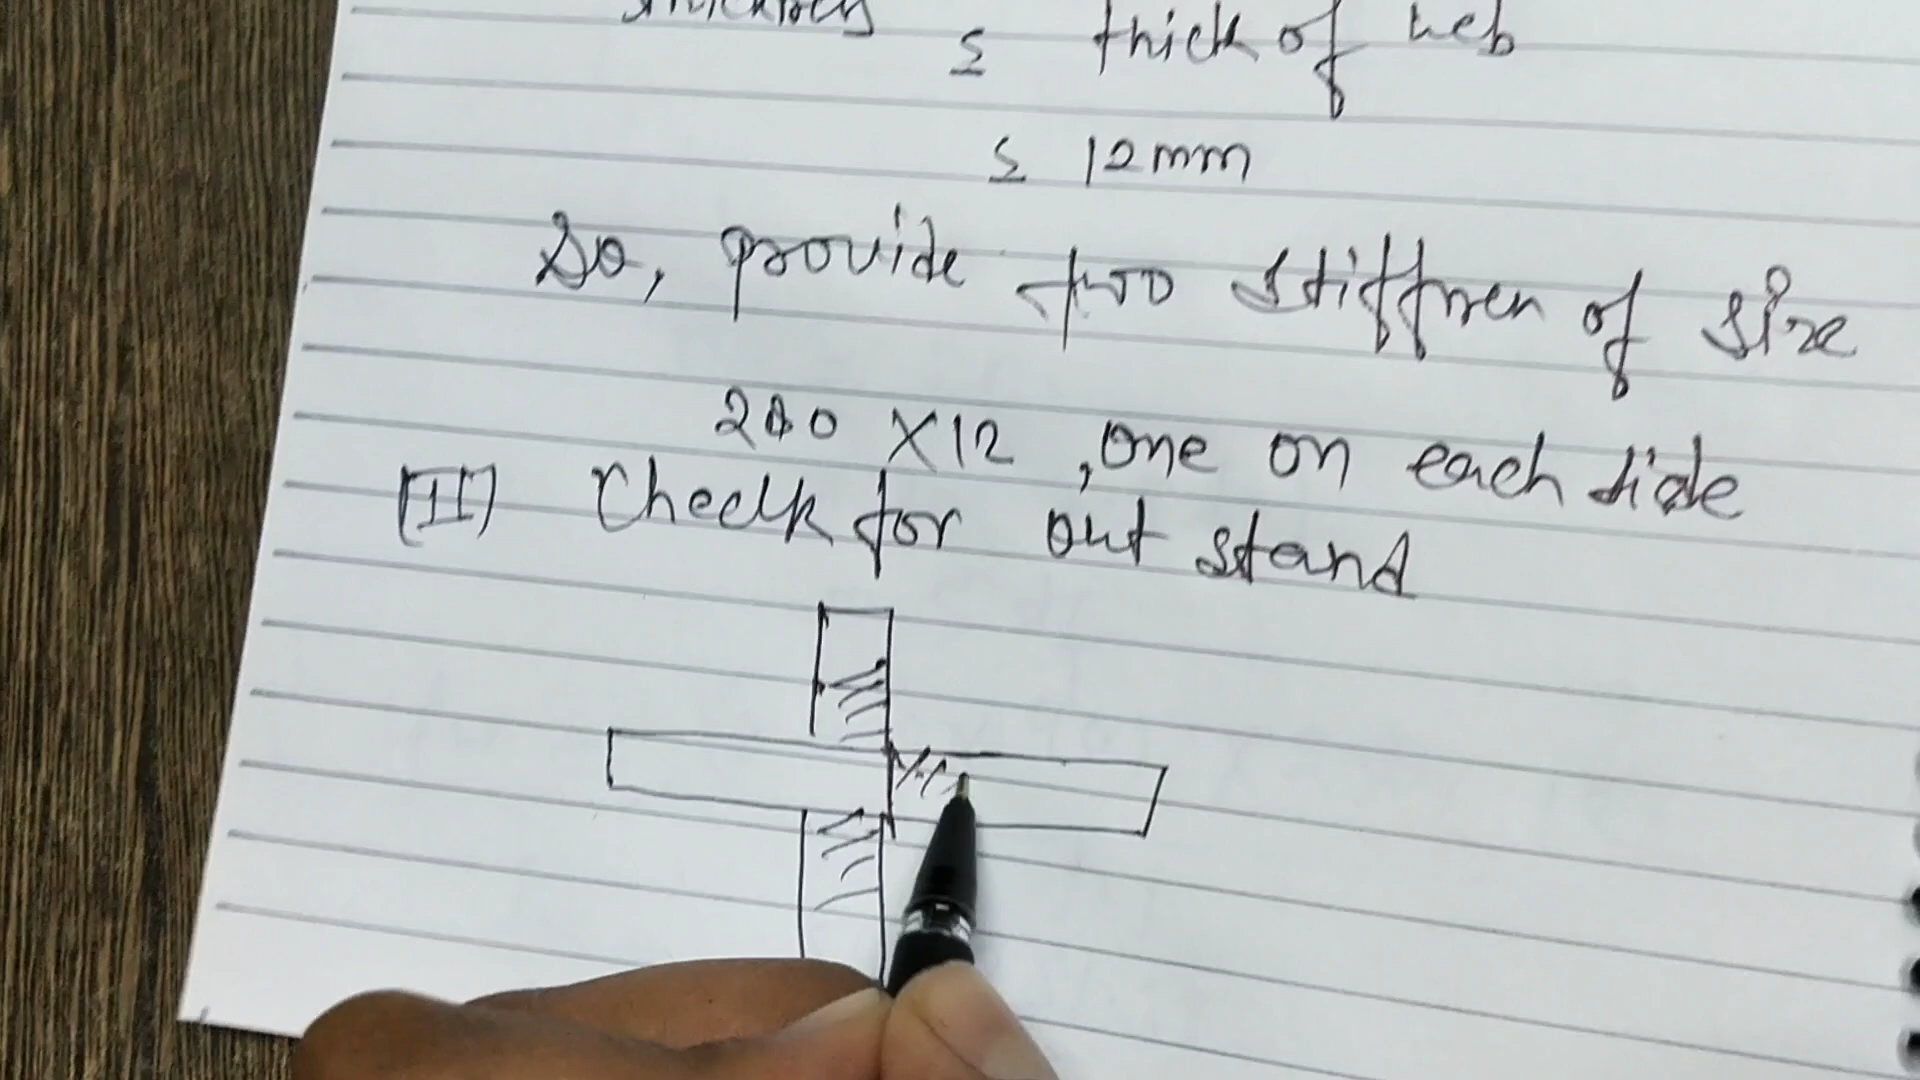 ≤ thick of web
≤ 12mm
So, provide two stiffner of size
240 X12 , one on each side
(II) Check for out stand